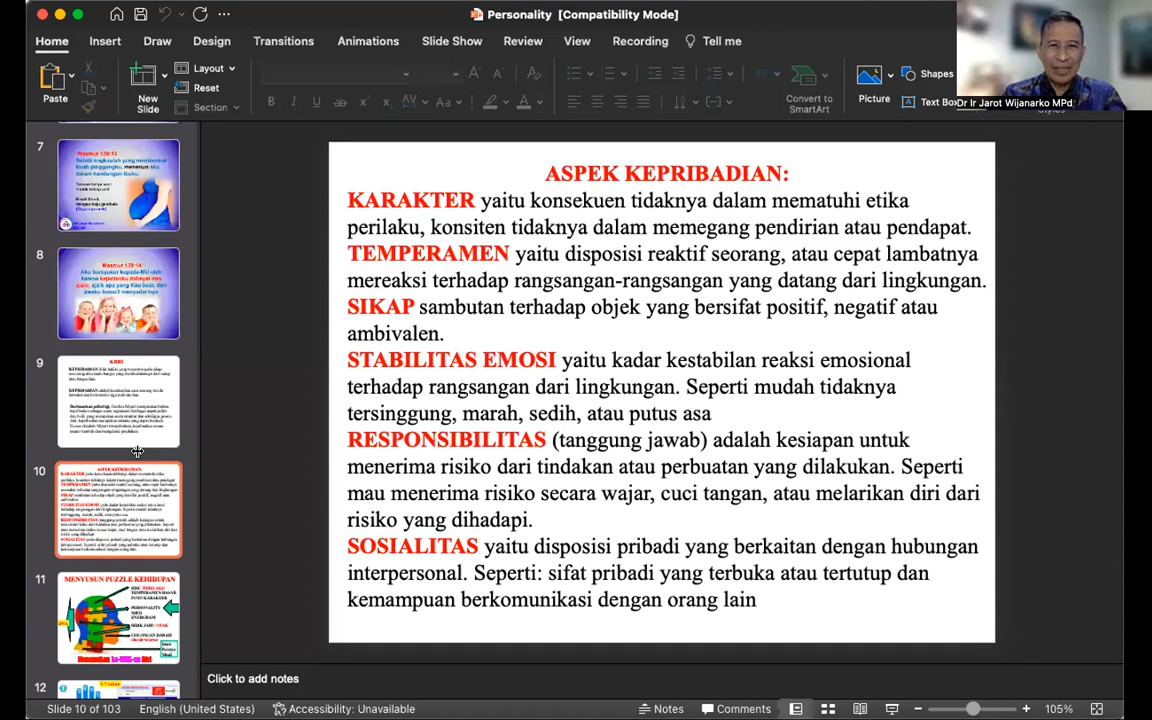 Personality [Compatibility Mode]
Home Insert Draw Design Transitions Animations Slide Show Review View Recording Tell me
Paste
New
Slide
Layout
Reset
Section
Convert to
SmartArt
Picture
Shapes
Text Box
Dr Ir Jarot Wijanarko MPd
7
Masmur 139:13
8
Masmur 139:14
9
10
ASPEK KEPRIBADIAN:
11
MENYUSUN PUZZLE KEHIDUPAN
12
ASPEK KEPRIBADIAN:
KARAKTER yaitu konsekuen tidaknya dalam mematuhi etika
perilaku, konsiten tidaknya dalam memegang pendirian atau pendapat.
TEMPERAMEN yaitu disposisi reaktif seorang, atau cepat lambatnya
mereaksi terhadap rangsangan-rangsangan yang datang dari lingkungan.
SIKAP sambutan terhadap objek yang bersifat positif, negatif atau
ambivalen.
STABILITAS EMOSI yaitu kadar kestabilan reaksi emosional
terhadap rangsangan dari lingkungan. Seperti mudah tidaknya
tersinggung, marah, sedih, atau putus asa
RESPONSIBILITAS (tanggung jawab) adalah kesiapan untuk
menerima risiko dari tindakan atau perbuatan yang dilakukan. Seperti
mau menerima risiko secara wajar, cuci tangan, atau melarikan diri dari
risiko yang dihadapi.
SOSIALITAS yaitu disposisi pribadi yang berkaitan dengan hubungan
interpersonal. Seperti: sifat pribadi yang terbuka atau tertutup dan
kemampuan berkomunikasi dengan orang lain
Click to add notes
Slide 10 of 103 English (United States) Accessibility: Unavailable Notes Comments 105%